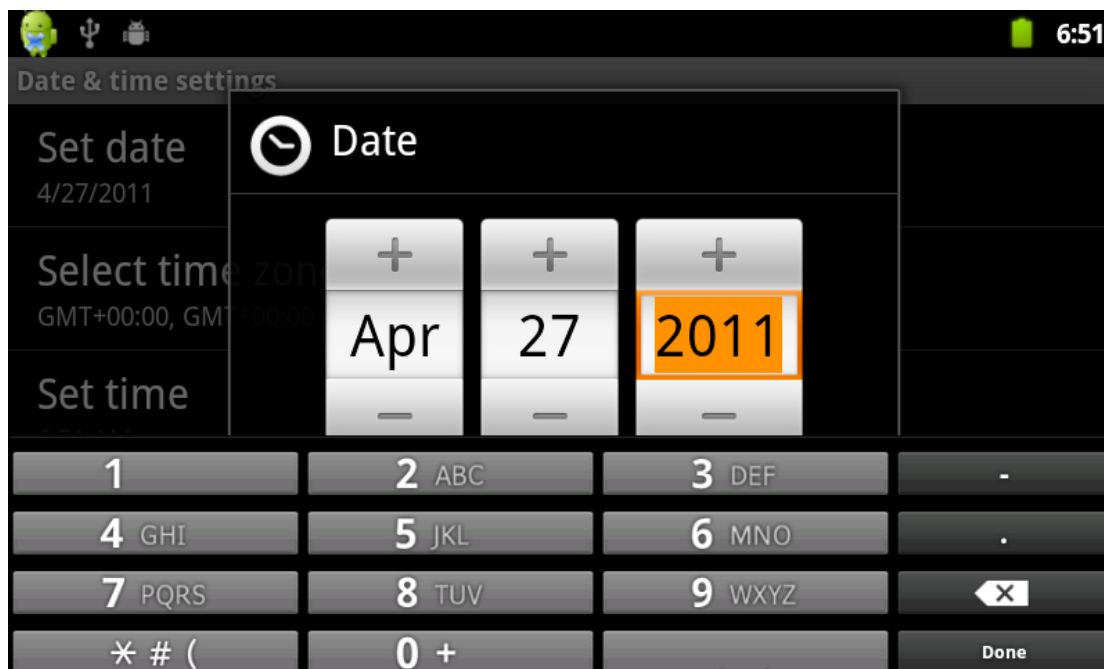 6:51
Date & time settings
Set date
4/27/2011
Date
Select time zon
GMT+00:00, GMT+00:00
Apr 27 2011
Set time
1 2 ABC 3 DEF -
4 GHI 5 JKL 6 MNO .
7 PQRS 8 TUV 9 WXYZ
* # ( 0 + Done